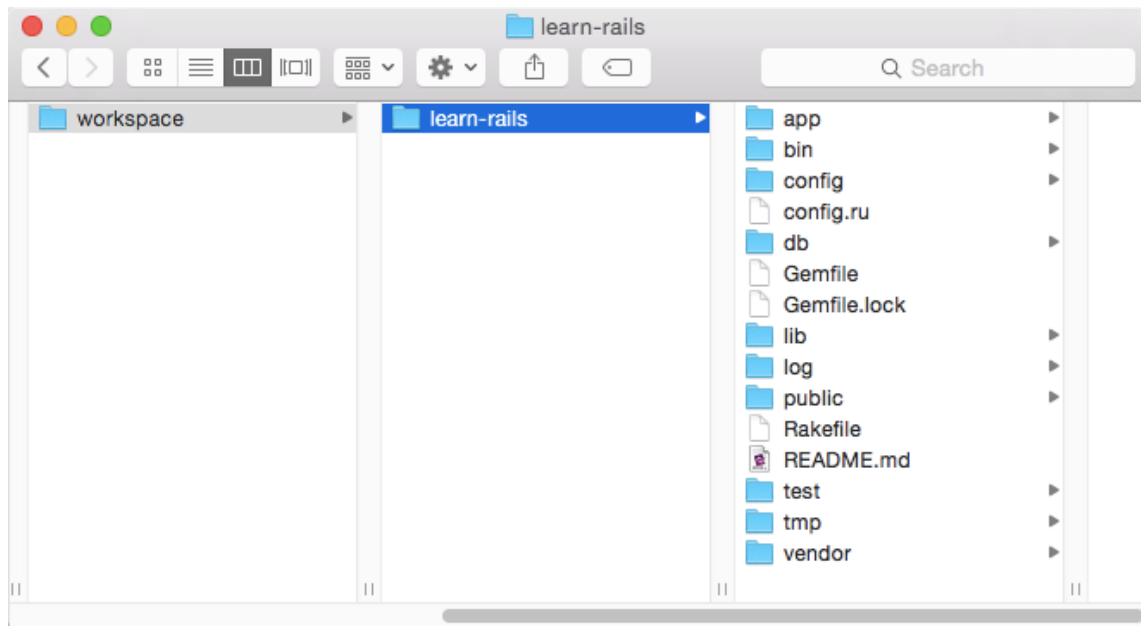 learn-rails
Search
workspace
learn-rails
app
bin
config
config.ru
db
Gemfile
Gemfile.lock
lib
log
public
Rakefile
README.md
test
tmp
vendor